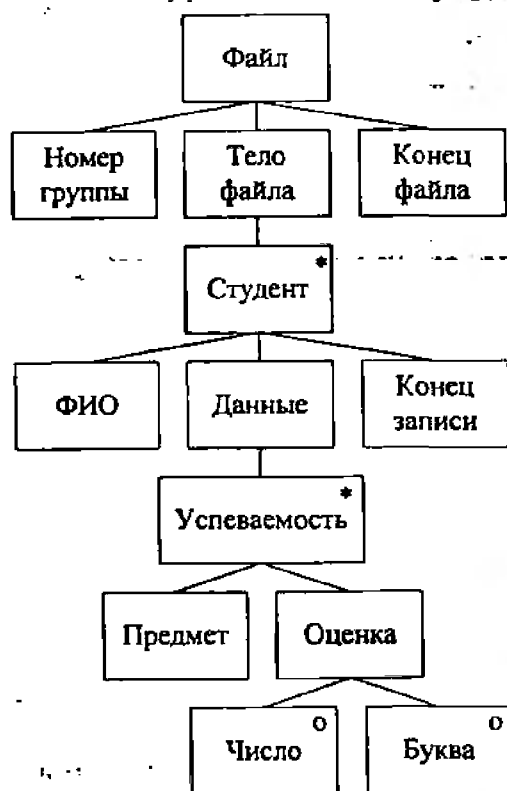 Файл
Номер
группы
Тело
файла
Конец
файла
*
Студент
ФИО
Данные
Конец
записи
*
Успеваемость
Предмет
Оценка
о
Число
о
Буква